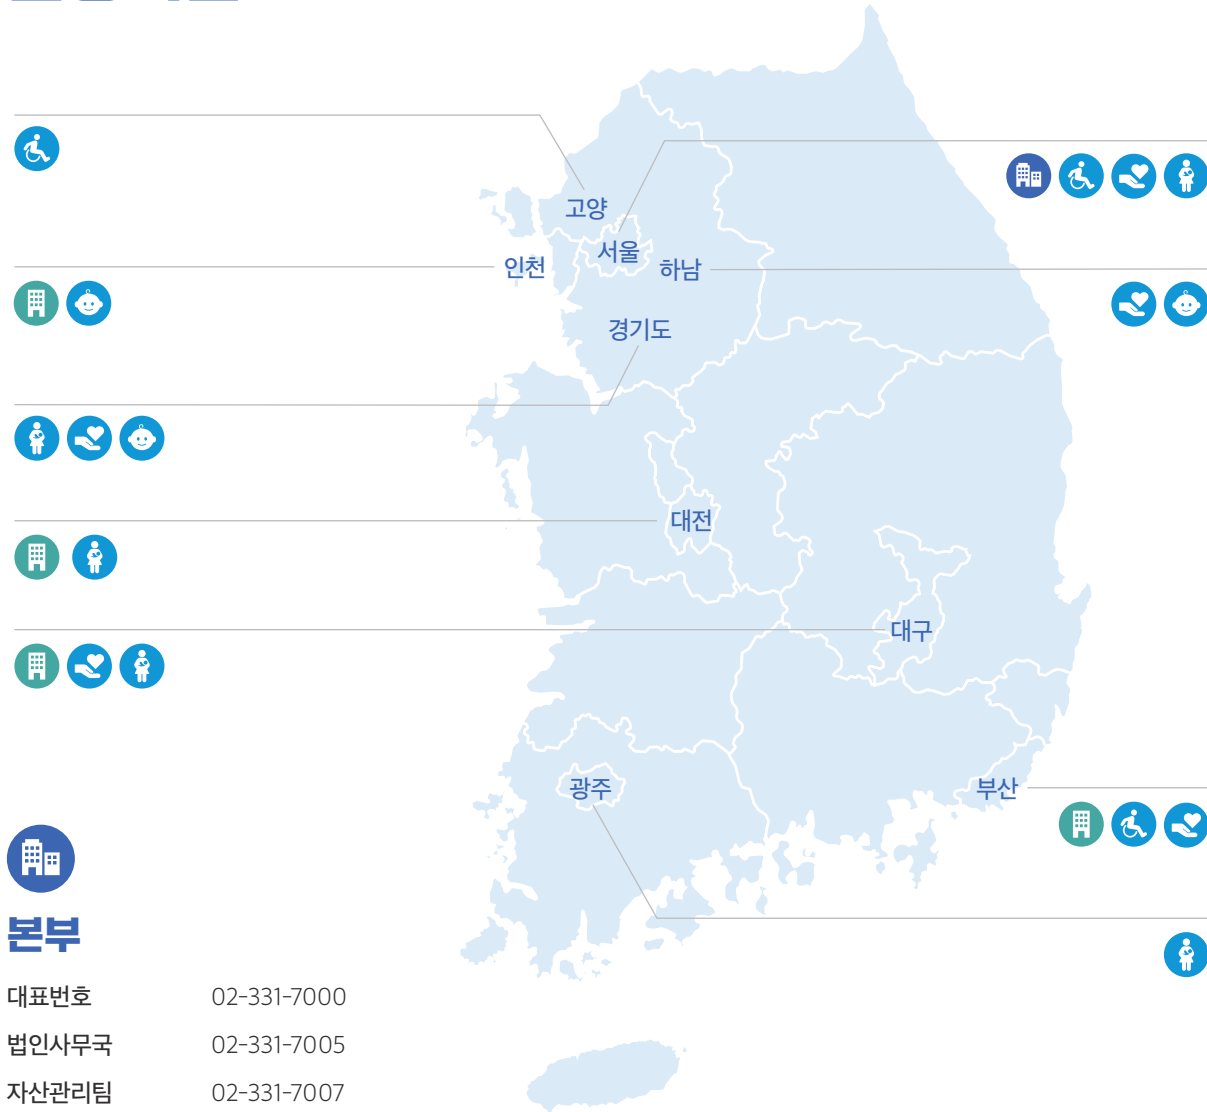 고양
서울
인천
하남
경기도
대전
대구
부산
광주
본부
대표번호 02-331-7000
법인사무국 02-331-7005
자산관리팀 02-331-7007